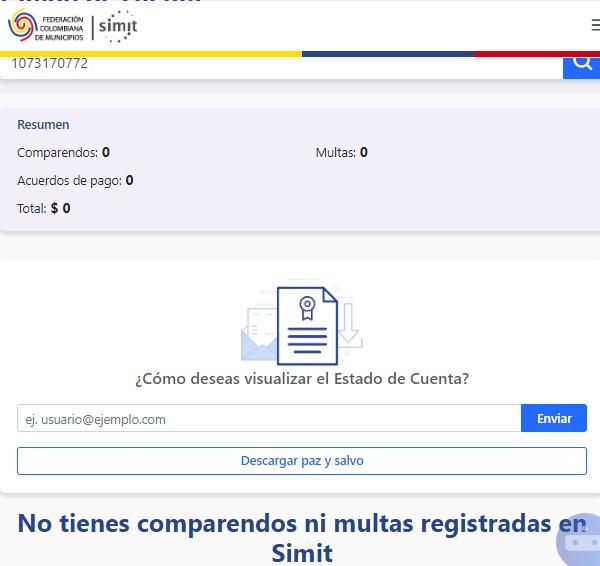 FEDERACIÓN
COLOMBIANA
DE MUNICIPIOS
simit
1073170772
Resumen
Comparendos: 0
Multas: 0
Acuerdos de pago: 0
Total: $ 0
¿Cómo deseas visualizar el Estado de Cuenta?
ej. usuario@ejemplo.com
Enviar
Descargar paz y salvo
No tienes comparendos ni multas registradas en
Simit